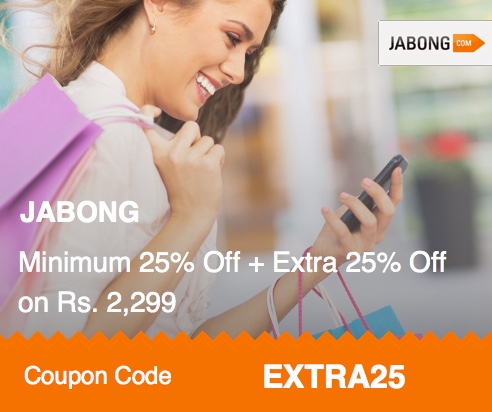 JABONG COM
JABONG
Minimum 25% Off + Extra 25% Off
on Rs. 2,299
Coupon Code EXTRA25